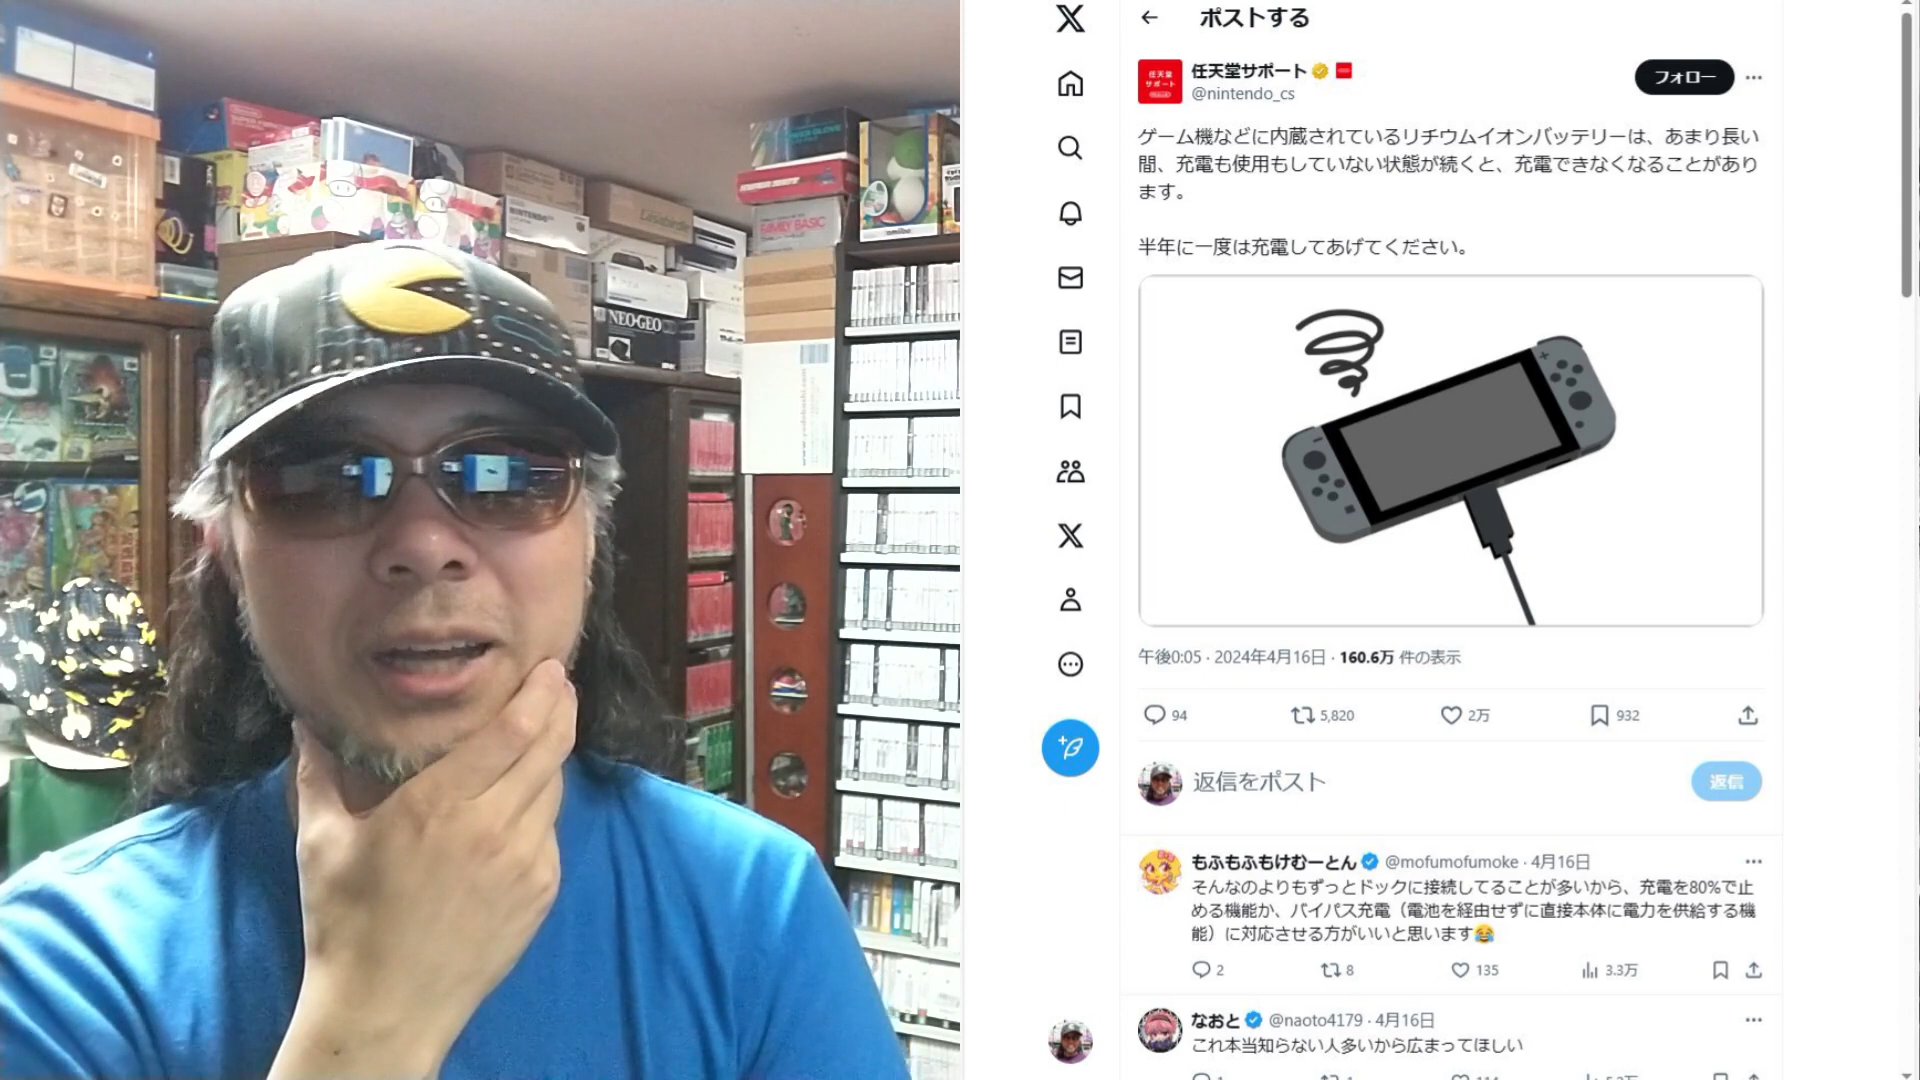 NINTENDO
Lesebirdie
FAMILY BASIC
NEO·GEO
amiibo
ポストする
任天堂サポート
フォロー
@nintendo_cs
ゲーム機などに内蔵されているリチウムイオンバッテリーは、あまり長い
間、充電も使用もしていない状態が続くと、充電できなくなることがあり
ます。
半年に一度は充電してあげてください。
午後0:05 · 2024年4月16日 · 160.6万 件の表示
94 5,820 2万 932
返信をポスト
返信
もふもふもけむーとん @mofumofumoke · 4月16日
そんなのよりもずっとドックに接続してることが多いから、充電を80%で止
める機能か、バイパス充電（電池を経由せずに直接本体に電力を供給する機
能）に対応させる方がいいと思います😂
2 8 135 3.3万
なおと @naoto4179 · 4月16日
これ本当知らない人多いから広まってほしい